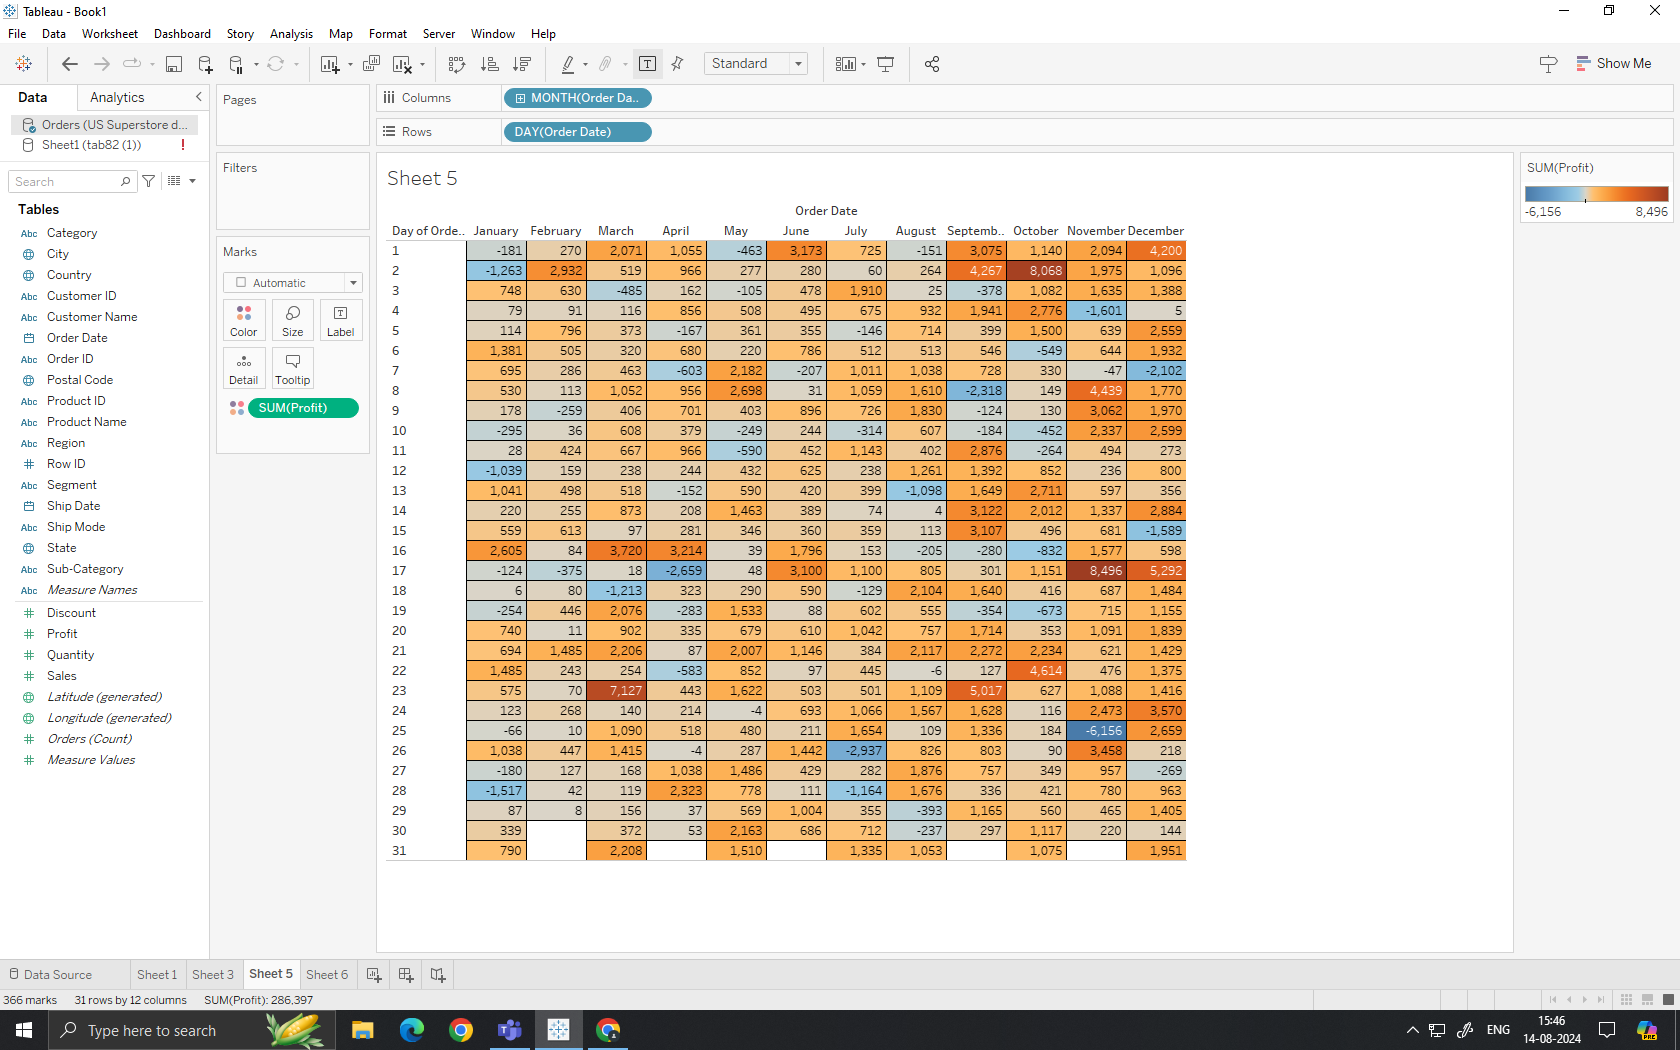 Tableau - Book1
File Data Worksheet Dashboard Story Analysis Map Format Server Window Help
Standard
Show Me
Data Analytics
Pages
Columns MONTH(Order Da..
Rows DAY(Order Date)
Orders (US Superstore d...
Sheet1 (tab82 (1)) !
Search
Tables
Abc Category
City
Country
Abc Customer ID
Abc Customer Name
Order Date
Abc Order ID
Postal Code
Abc Product ID
Abc Product Name
Abc Region
Row ID
Abc Segment
Ship Date
Abc Ship Mode
State
Abc Sub-Category
Abc Measure Names
Discount
Profit
Quantity
Sales
Latitude (generated)
Longitude (generated)
Orders (Count)
Measure Values
Filters
Marks
Automatic
Color Size Label
Detail Tooltip
SUM(Profit)
Sheet 5
Order Date
Day of Orde.. January February March April May June July August Septemb.. October November December
1 -181 270 2,071 1,055 -463 3,173 725 -151 3,075 1,140 2,094 4,200
2 -1,263 2,932 519 966 277 280 60 264 4,267 8,068 1,975 1,096
3 748 630 -485 162 -105 478 1,910 25 -378 1,082 1,635 1,388
4 79 91 116 856 508 495 675 932 1,941 2,776 -1,601 5
5 114 796 373 -167 361 355 -146 714 399 1,500 639 2,559
6 1,381 505 320 680 220 786 512 513 546 -549 644 1,932
7 695 286 463 -603 2,182 -207 1,011 1,038 728 330 -47 -2,102
8 530 113 1,052 956 2,698 31 1,059 1,610 -2,318 149 4,439 1,770
9 178 -259 406 701 403 896 726 1,830 -124 130 3,062 1,970
10 -295 36 608 379 -249 244 -314 607 -184 -452 2,337 2,599
11 28 424 667 966 -590 452 1,143 402 2,876 -264 494 273
12 -1,039 159 238 244 432 625 238 1,261 1,392 852 236 800
13 1,041 498 518 -152 590 420 399 -1,098 1,649 2,711 597 356
14 220 255 873 208 1,463 389 74 4 3,122 2,012 1,337 2,884
15 559 613 97 281 346 360 359 113 3,107 496 681 -1,589
16 2,605 84 3,720 3,214 39 1,796 153 -205 -280 -832 1,577 598
17 -124 -375 18 -2,659 48 3,100 1,100 805 301 1,151 8,496 5,292
18 6 80 -1,213 323 290 590 -129 2,104 1,640 416 687 1,484
19 -254 446 2,076 -283 1,533 88 602 555 -354 -673 715 1,155
20 740 11 902 335 679 610 1,042 757 1,714 353 1,091 1,839
21 694 1,485 2,206 87 2,007 1,146 384 2,117 2,272 2,234 621 1,429
22 1,485 243 254 -583 852 97 445 -6 127 4,614 476 1,375
23 575 70 7,127 443 1,622 503 501 1,109 5,017 627 1,088 1,416
24 123 268 140 214 -4 693 1,066 1,567 1,628 116 2,473 3,570
25 -66 10 1,090 518 480 211 1,654 109 1,336 184 -6,156 2,659
26 1,038 447 1,415 -4 287 1,442 -2,937 826 803 90 3,458 218
27 -180 127 168 1,038 1,486 429 282 1,876 757 349 957 -269
28 -1,517 42 119 2,323 778 111 -1,164 1,676 336 421 780 963
29 87 8 156 37 569 1,004 355 -393 1,165 560 465 1,405
30 339 372 53 2,163 686 712 -237 297 1,117 220 144
31 790 2,208 1,510 1,335 1,053 1,075 1,951
SUM(Profit)
-6,156 8,496
Data Source Sheet 1 Sheet 3 Sheet 5 Sheet 6
366 marks 31 rows by 12 columns SUM(Profit): 286,397
Type here to search
ENG
15:46
14-08-2024
PRE